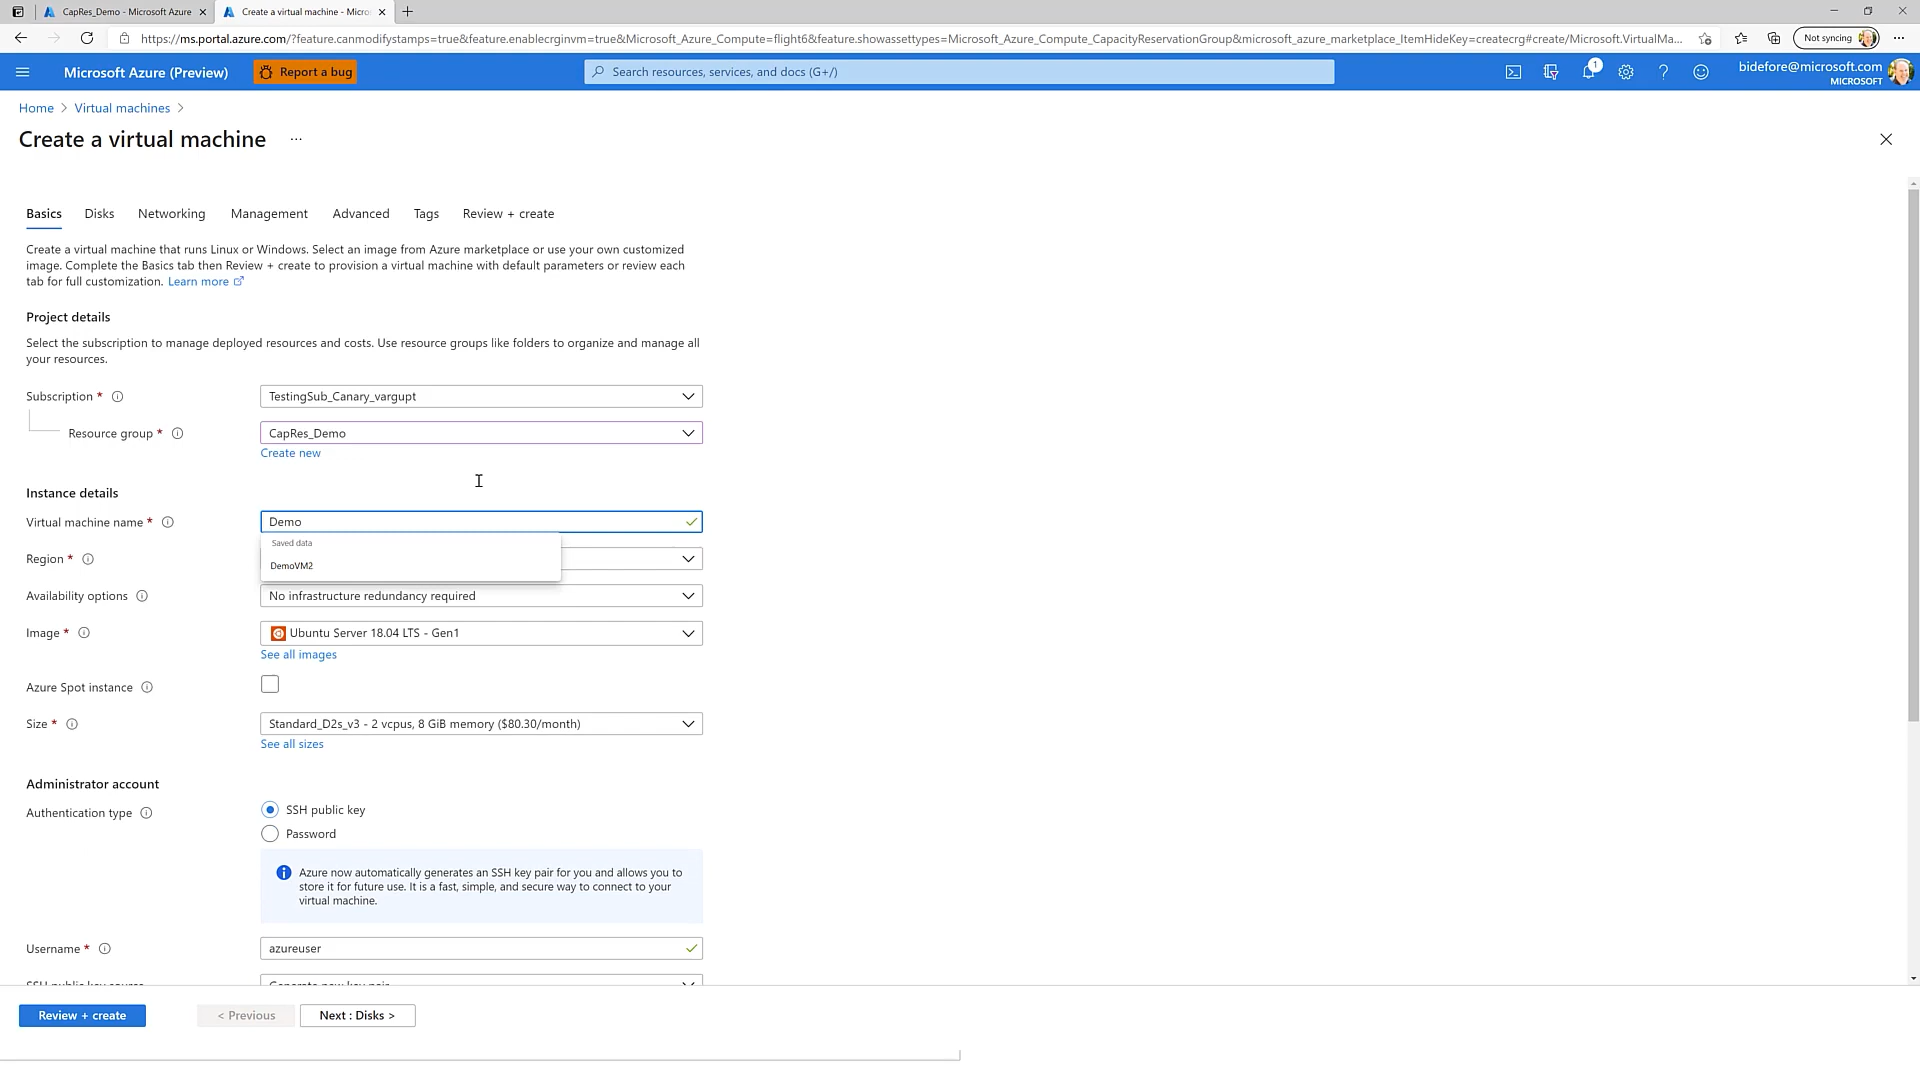 CapRes_Demo - Microsoft Azure
Create a virtual machine - Micro
https://ms.portal.azure.com/?feature.canmodifystamps=true&feature.enablecrginvm=true&Microsoft_Azure_Compute=flight6&feature.showassettypes=Microsoft_Azure_Compute_CapacityReservationGroup&microsoft_azure_marketplace_ItemHideKey=createcrg#create/Microsoft.VirtualMa...
Not syncing
Microsoft Azure (Preview)
Report a bug
Search resources, services, and docs (G+/)
1
bidefore@microsoft.com
MICROSOFT
Home > Virtual machines >
Create a virtual machine ...
Basics Disks Networking Management Advanced Tags Review + create
Create a virtual machine that runs Linux or Windows. Select an image from Azure marketplace or use your own customized
image. Complete the Basics tab then Review + create to provision a virtual machine with default parameters or review each
tab for full customization. Learn more
Project details
Select the subscription to manage deployed resources and costs. Use resource groups like folders to organize and manage all
your resources.
Subscription *
TestingSub_Canary_vargupt
Resource group *
CapRes_Demo
Create new
Instance details
Virtual machine name *
Demo
Saved data
DemoVM2
Region *
Availability options
No infrastructure redundancy required
Image *
Ubuntu Server 18.04 LTS - Gen1
See all images
Azure Spot instance
Size *
Standard_D2s_v3 - 2 vcpus, 8 GiB memory ($80.30/month)
See all sizes
Administrator account
Authentication type
SSH public key
Password
Azure now automatically generates an SSH key pair for you and allows you to
store it for future use. It is a fast, simple, and secure way to connect to your
virtual machine.
Username *
azureuser
SSH public key source
Generate new key pair
Review + create
< Previous
Next : Disks >